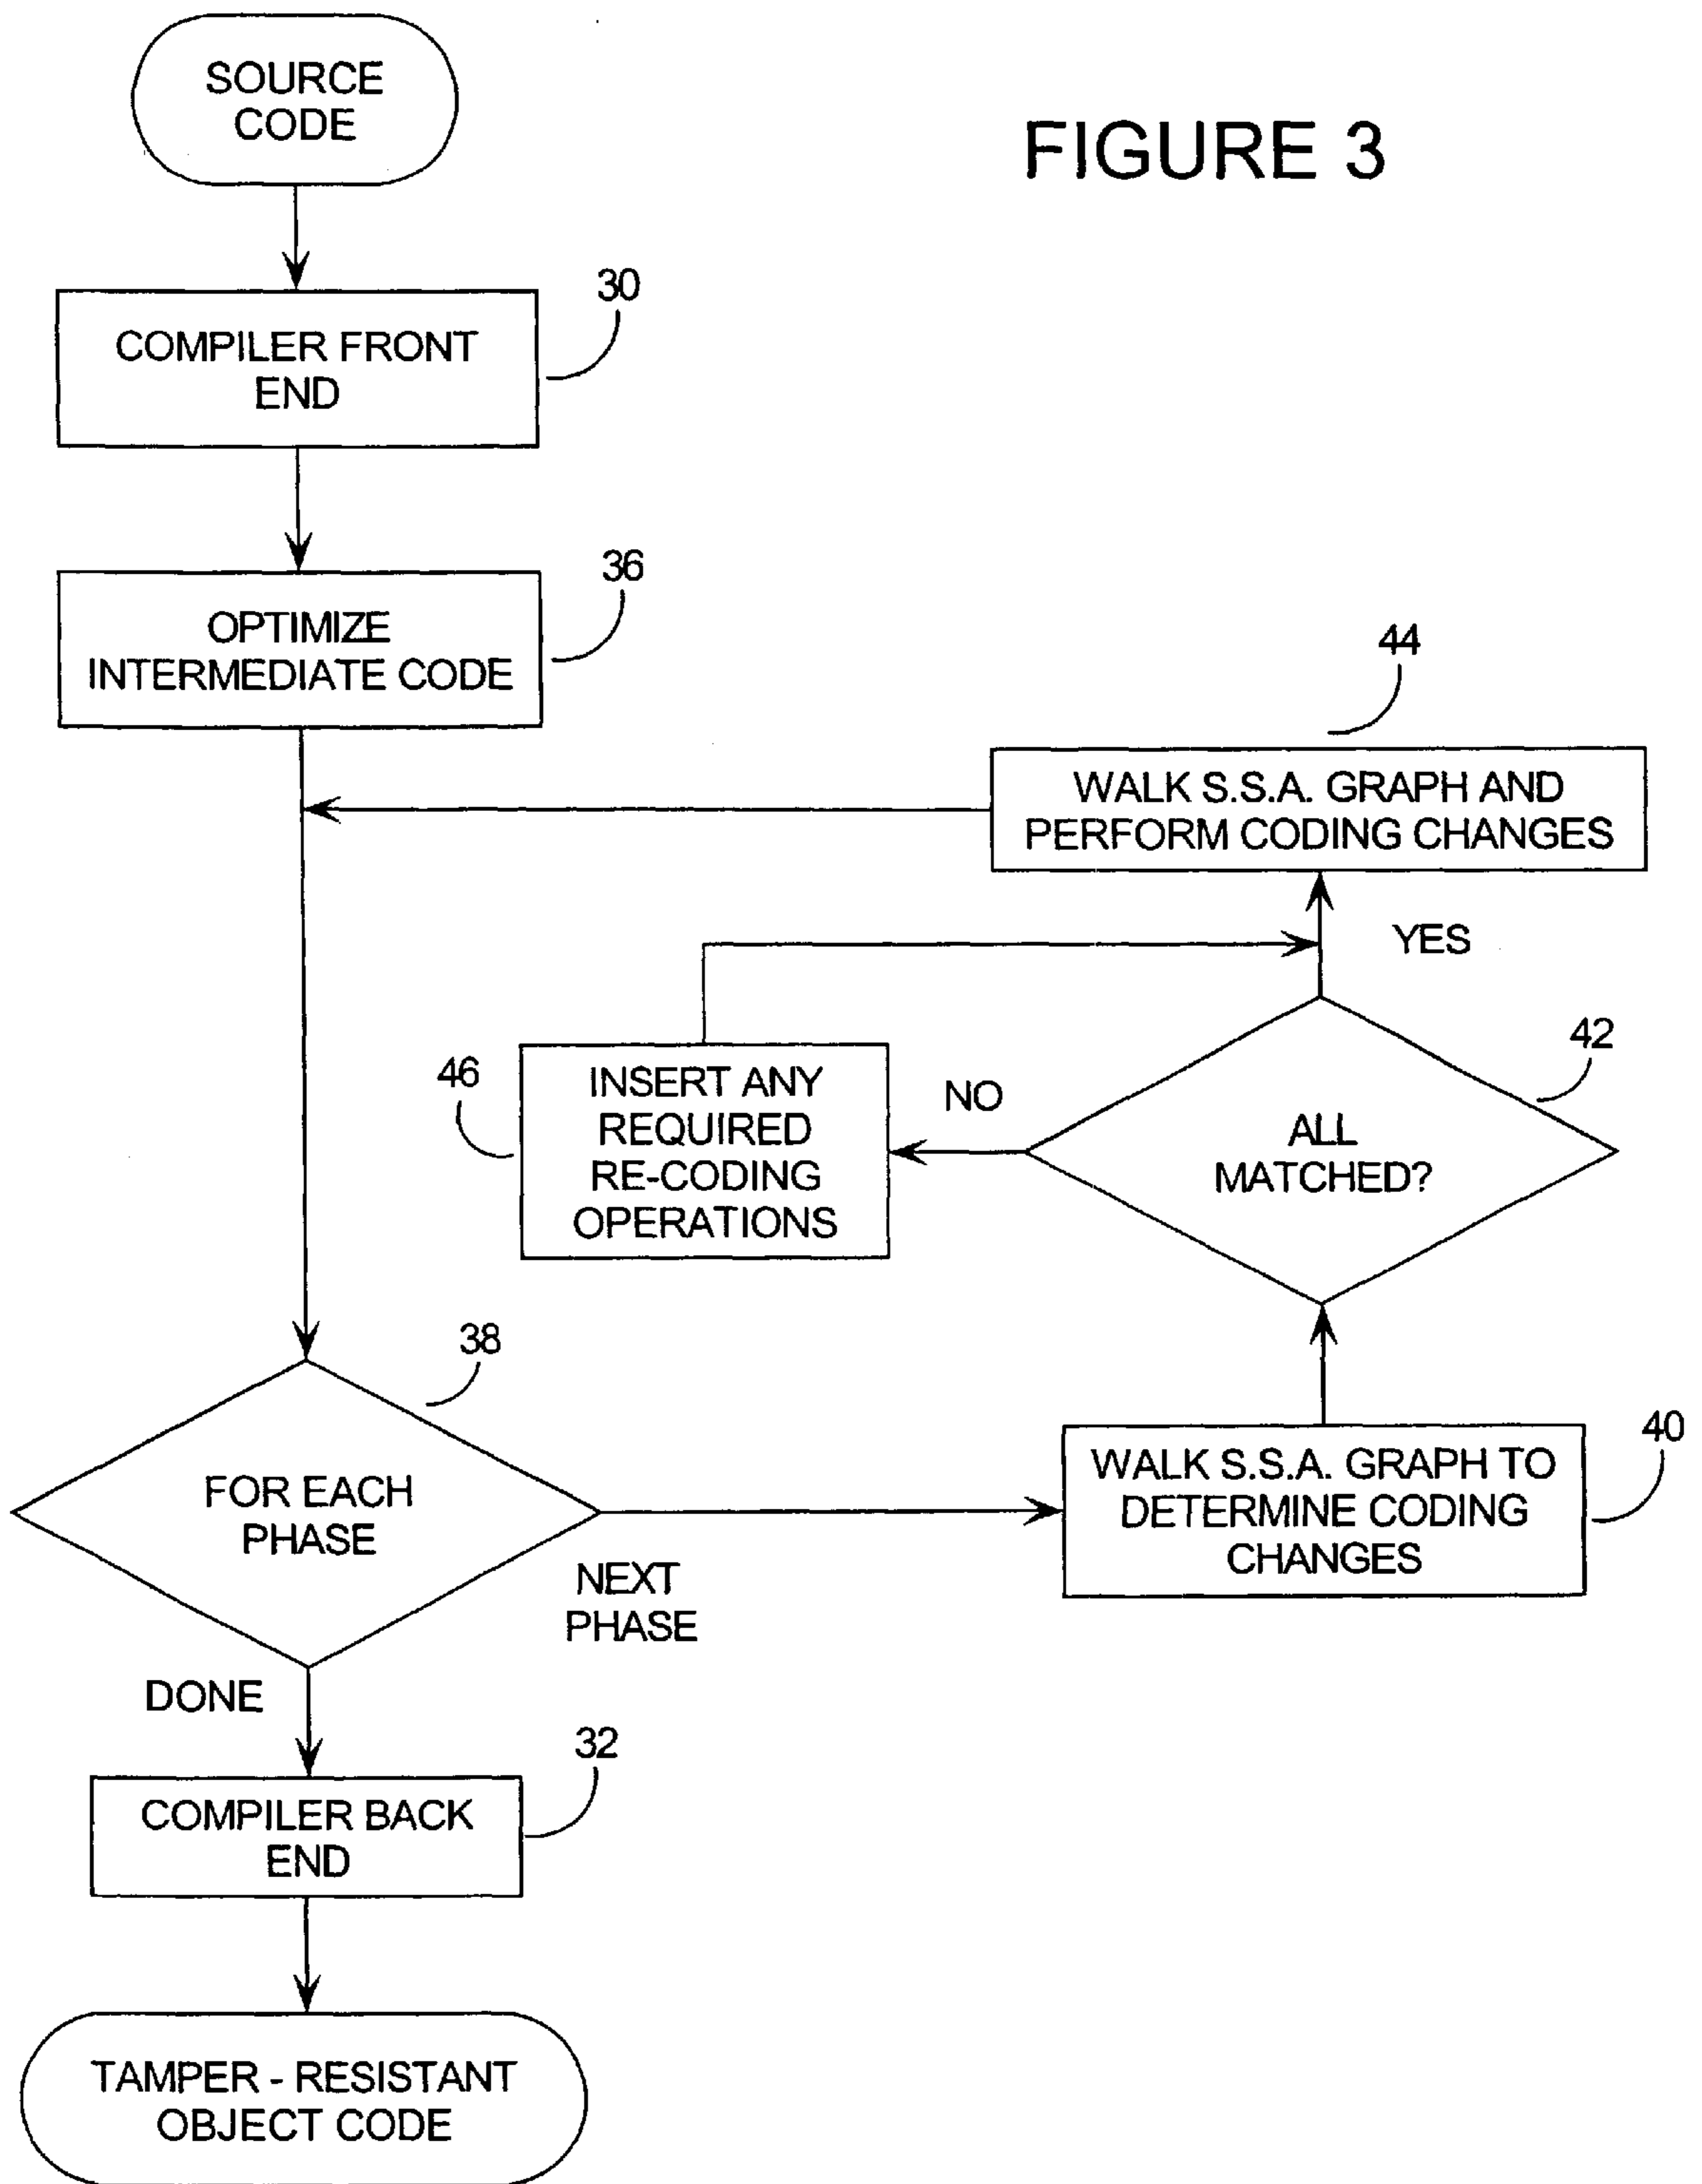 SOURCE
CODE
FIGURE 3
30
COMPILER FRONT
END
36
OPTIMIZE
INTERMEDIATE CODE
44
WALK S.S.A. GRAPH AND
PERFORM CODING CHANGES
YES
42
46
INSERT ANY
REQUIRED
RE-CODING
OPERATIONS
NO
ALL
MATCHED?
38
FOR EACH
PHASE
NEXT
PHASE
40
WALK S.S.A. GRAPH TO
DETERMINE CODING
CHANGES
DONE
32
COMPILER BACK
END
TAMPER - RESISTANT
OBJECT CODE